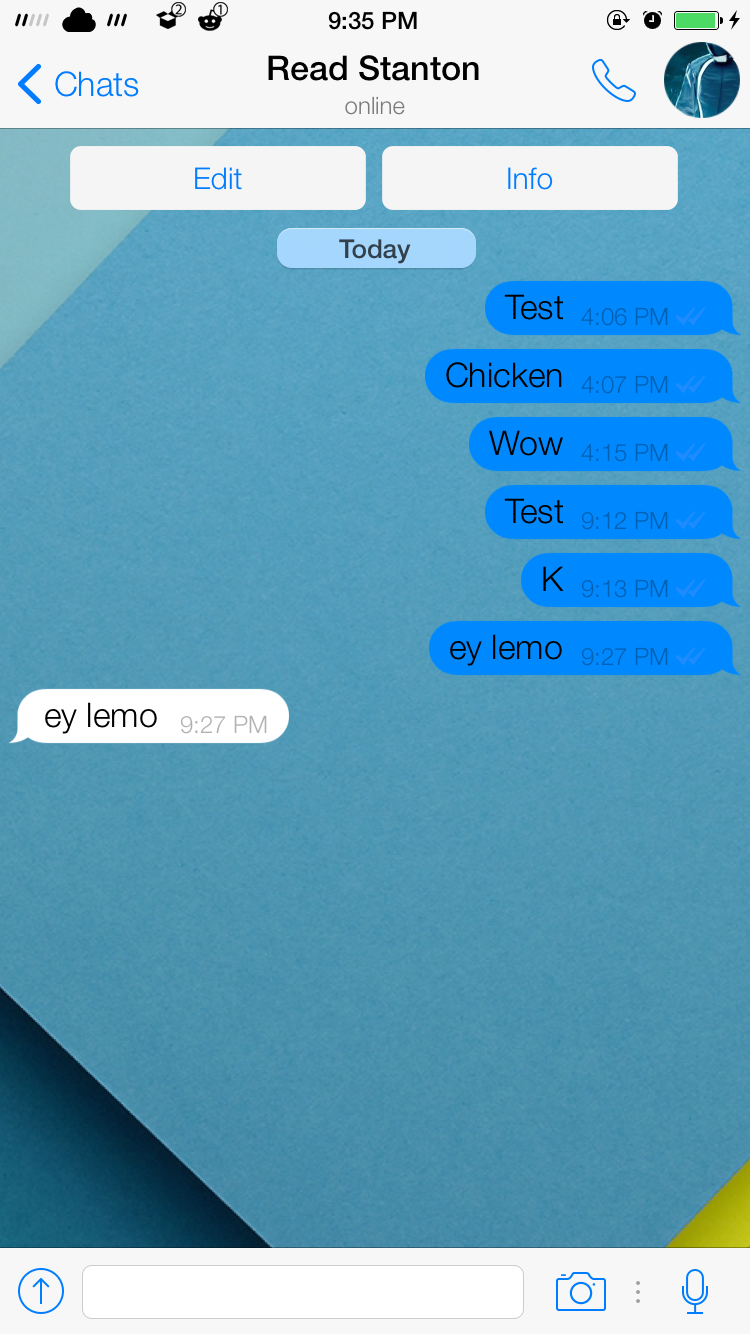 2 1 9:35 PM
Chats Read Stanton
online
Edit Info
Today
Test 4:06 PM
Chicken 4:07 PM
Wow 4:15 PM
Test 9:12 PM
K 9:13 PM
ey lemo 9:27 PM
ey lemo 9:27 PM